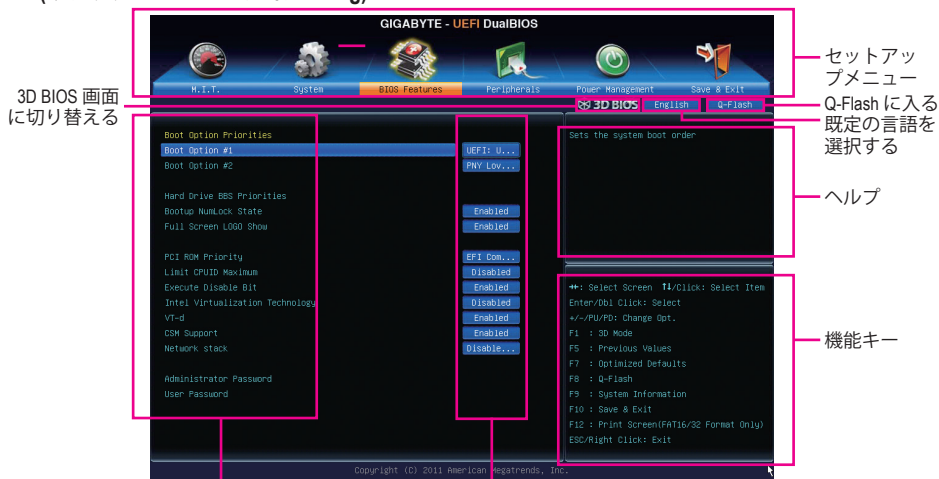 GIGABYTE - UEFI DualBIOS
M.I.T.
System
BIOS Features
Peripherals
Power Management
Save & Exit
セットアッ
プメニュー
3D BIOS 画面
に切り替える
3D BIOS
English
Q-Flash
Q-Flash に入る
既定の言語を
選択する
Boot Option Priorities
Boot Option #1 UEFI: U...
Boot Option #2 PNY Lov...
Hard Drive BBS Priorities
Bootup NumLock State Enabled
Full Screen LOGO Show Enabled
PCI ROM Priority EFI Com...
Limit CPUID Maximum Disabled
Execute Disable Bit Enabled
Intel Virtualization Technology Disabled
VT-d Enabled
CSM Support Enabled
Network stack Disable...
Administrator Password
User Password
Sets the system boot order
ヘルプ
→←: Select Screen ↑↓/Click: Select Item
Enter/Dbl Click: Select
+/-/PU/PD: Change Opt.
F1 : 3D Mode
F5 : Previous Values
F7 : Optimized Defaults
F8 : Q-Flash
F9 : System Information
F10 : Save & Exit
F12 : Print Screen(FAT16/32 Format Only)
ESC/Right Click: Exit
機能キー
Copyright (C) 2011 American Megatrends, Inc.